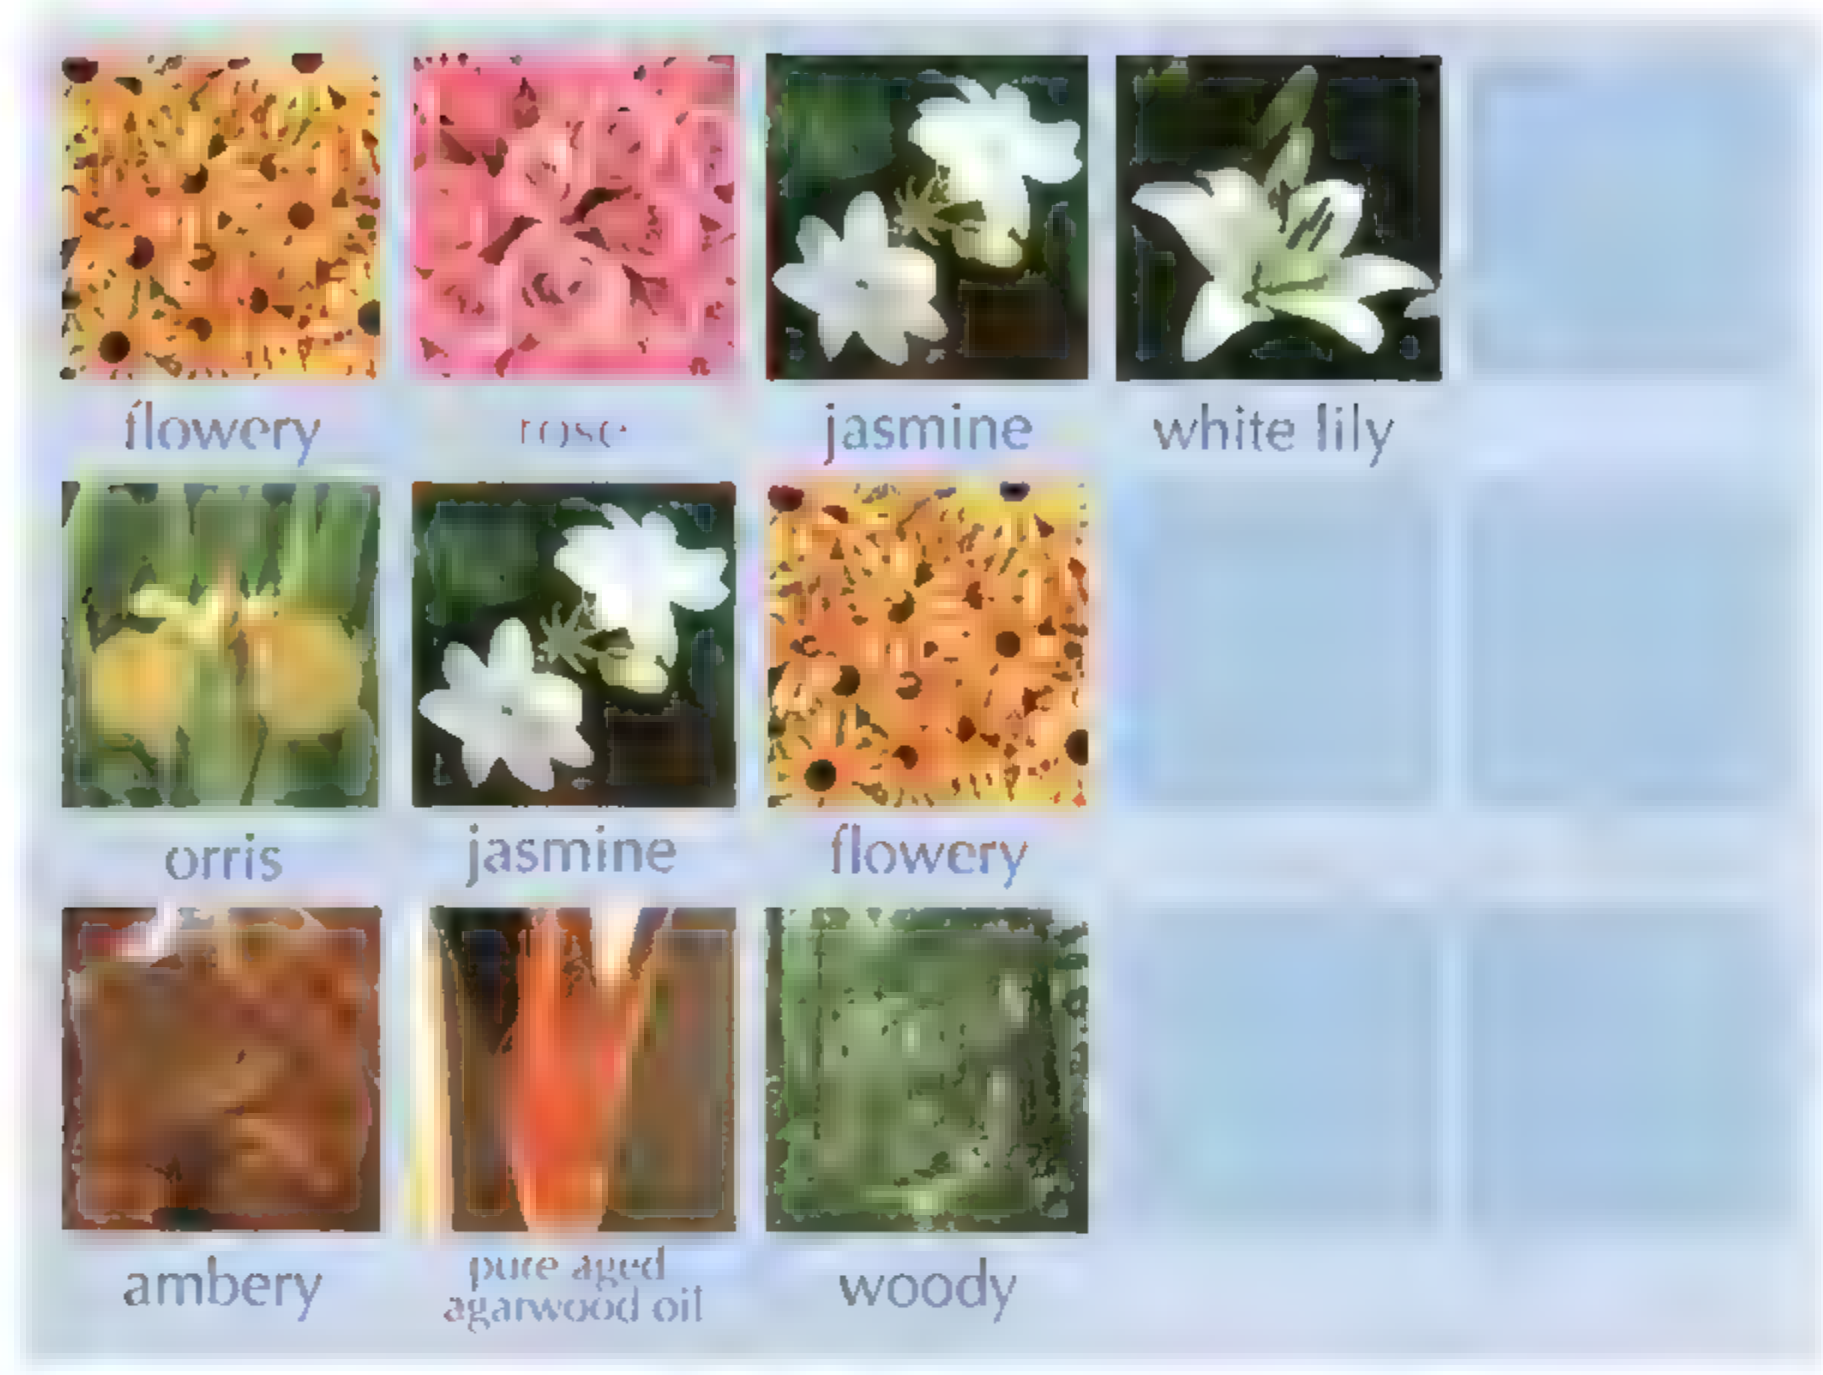 flowery
rose
jasmine
white lily
orris
jasmine
flowery
ambery
pure aged
agarwood oil
woody